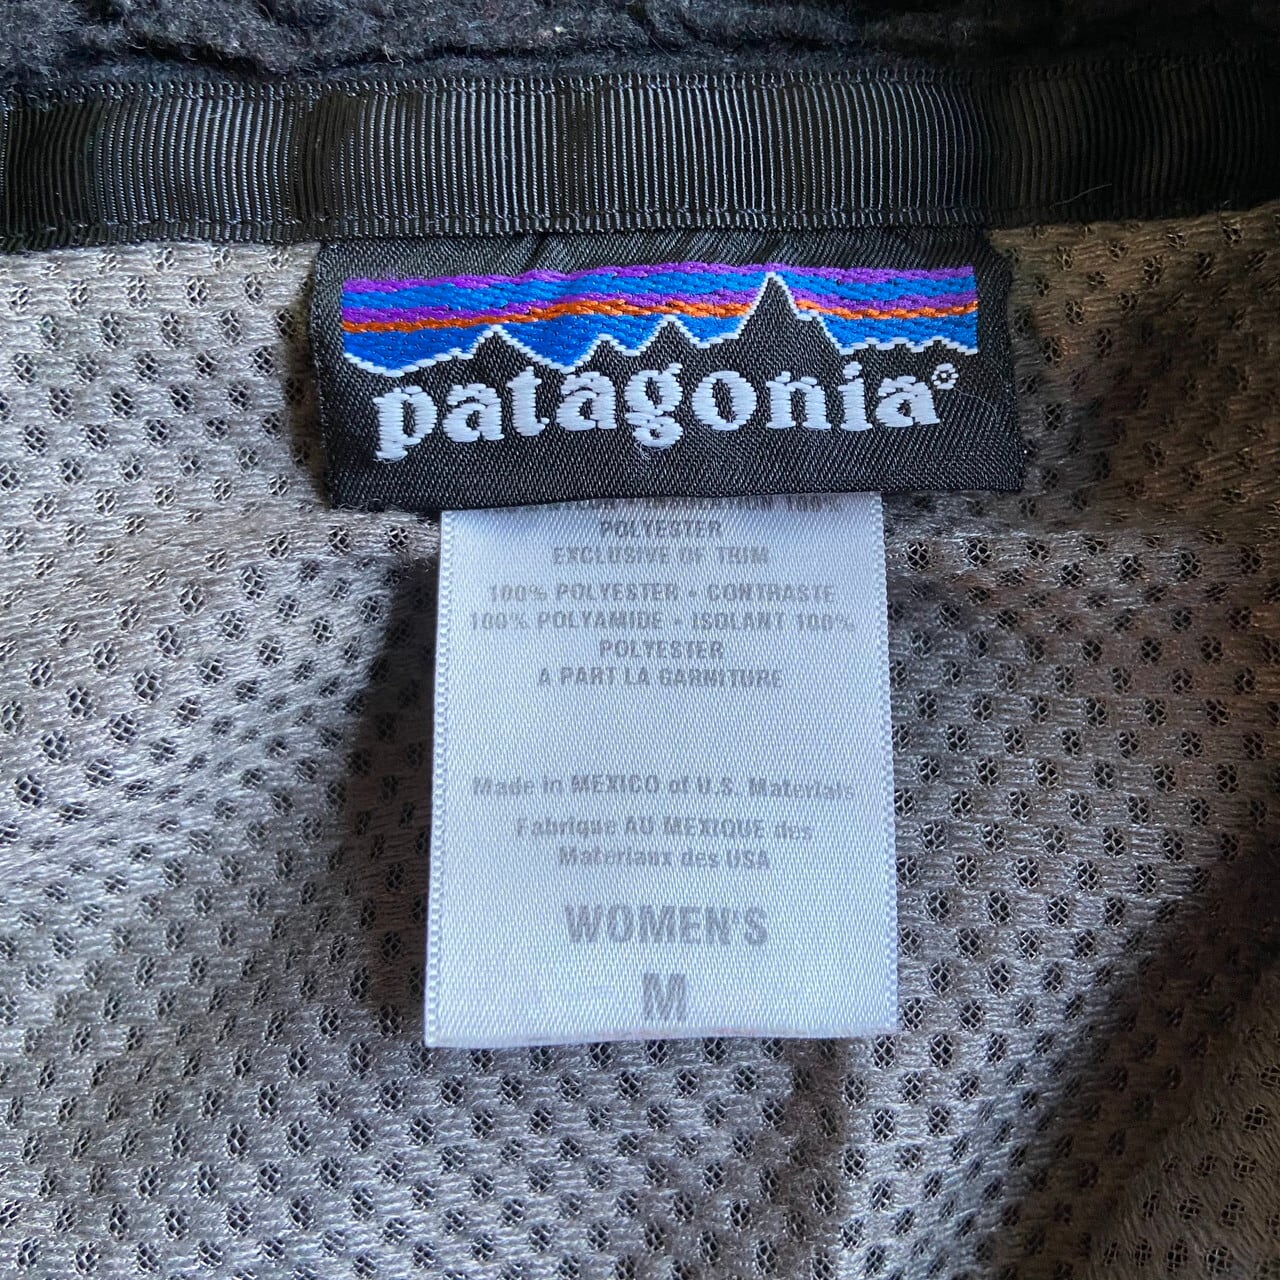 patagonia®
100%
POLYESTER
EXCLUSIVE OF TRIM
100% POLYESTER • CONTRASTE
100% POLYAMIDE • ISOLANT 100%
POLYESTER
A PART LA GARNITURE
Made in MEXICO of U.S. Materials
Fabrique AU MEXIQUE des
Materiaux des USA
WOMEN'S
M